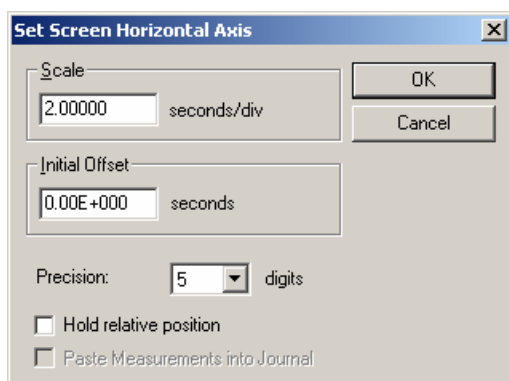 Set Screen Horizontal Axis
Scale
2.00000 seconds/div
OK
Cancel
Initial Offset
0.00E+000 seconds
Precision: 5 digits
Hold relative position
Paste Measurements into Journal